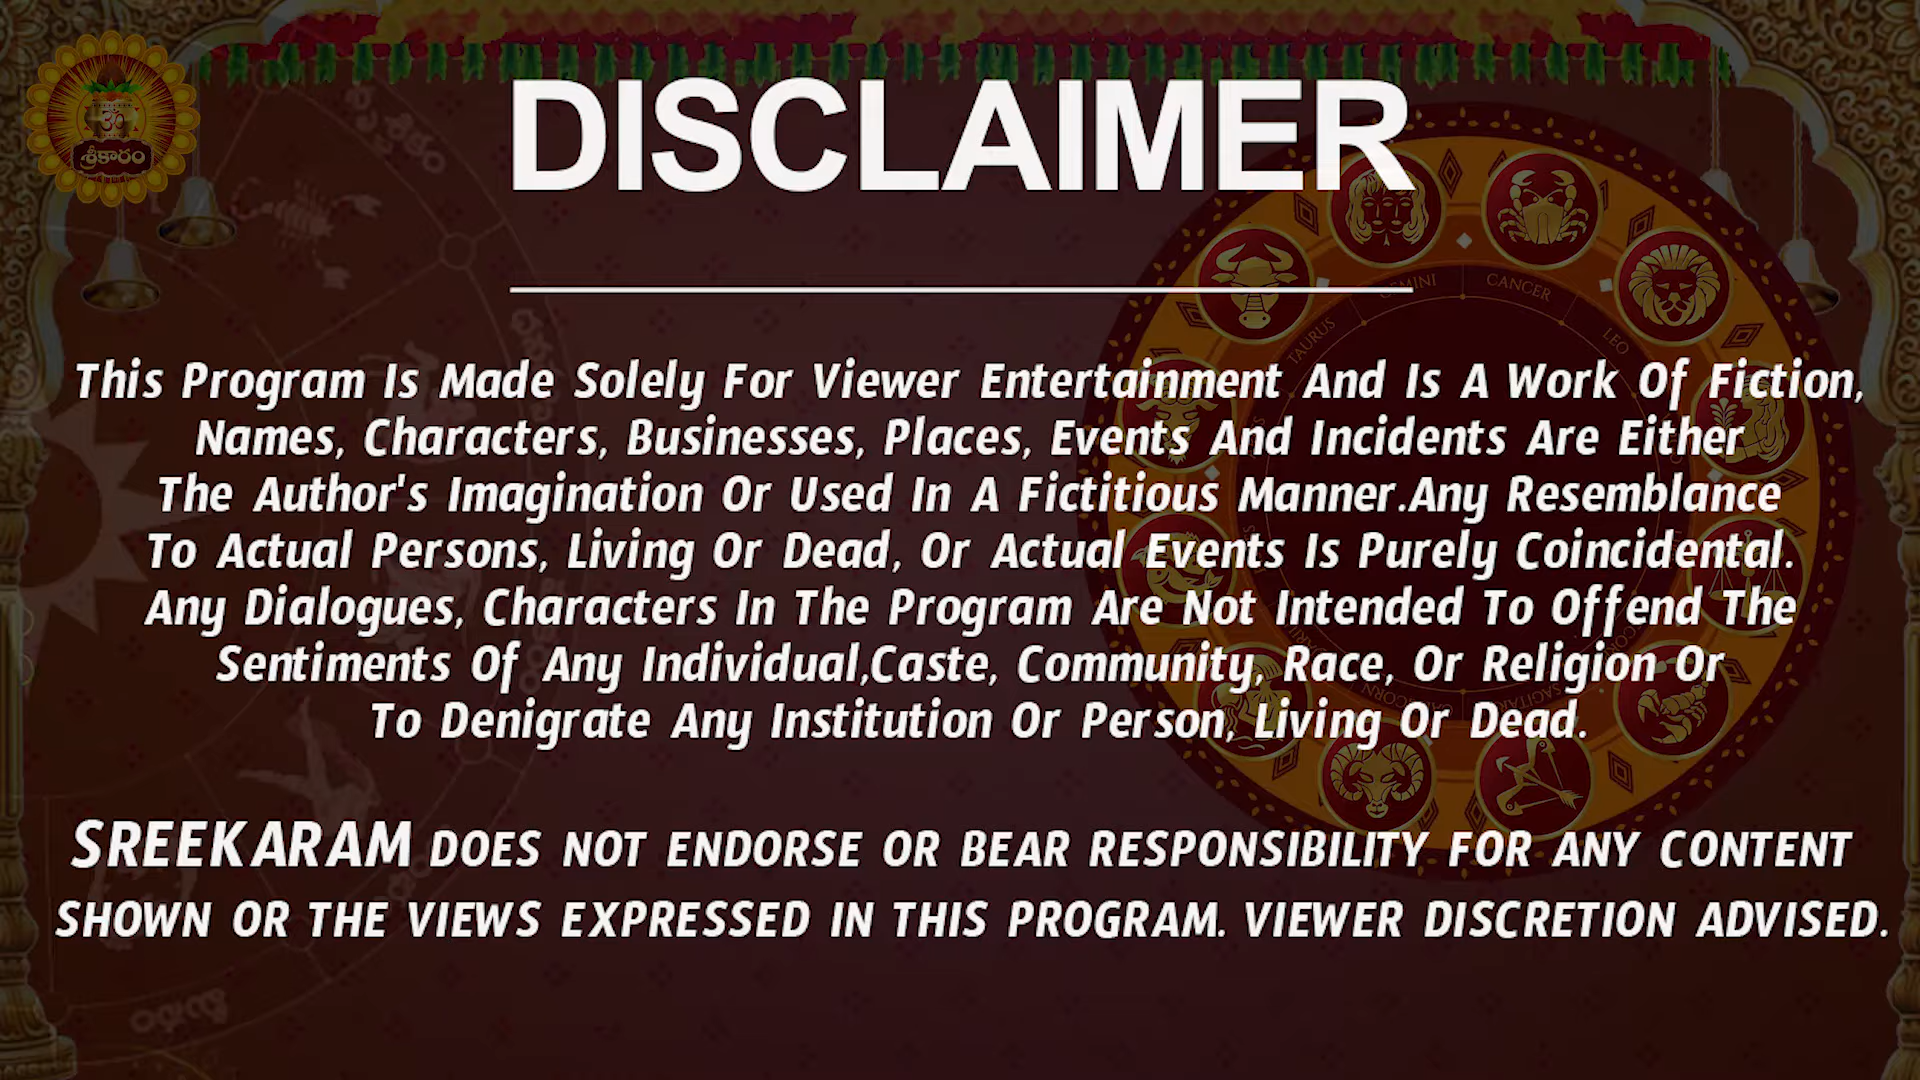 శ్రీకారం
DISCLAIMER
GEMINI
CANCER
TAURUS
LEO
This Program Is Made Solely For Viewer Entertainment And Is A Work Of Fiction,
Names, Characters, Businesses, Places, Events And Incidents Are Either
The Author's Imagination Or Used In A Fictitious Manner.Any Resemblance
To Actual Persons, Living Or Dead, Or Actual Events Is Purely Coincidental.
Any Dialogues, Characters In The Program Are Not Intended To Offend The
Sentiments Of Any Individual,Caste, Community, Race, Or Religion Or
To Denigrate Any Institution Or Person, Living Or Dead.
SREEKARAM DOES NOT ENDORSE OR BEAR RESPONSIBILITY FOR ANY CONTENT
SHOWN OR THE VIEWS EXPRESSED IN THIS PROGRAM. VIEWER DISCRETION ADVISED.